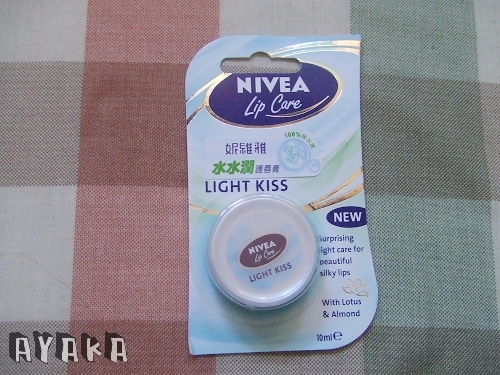 NIVEA
Lip Care
妮維雅
水水潤護唇膏
LIGHT KISS
NEW
NIVEA
Lip Care
LIGHT KISS
Surprising
light care for
beautiful
silky lips
With Lotus
& Almond
10ml e
AYAKA